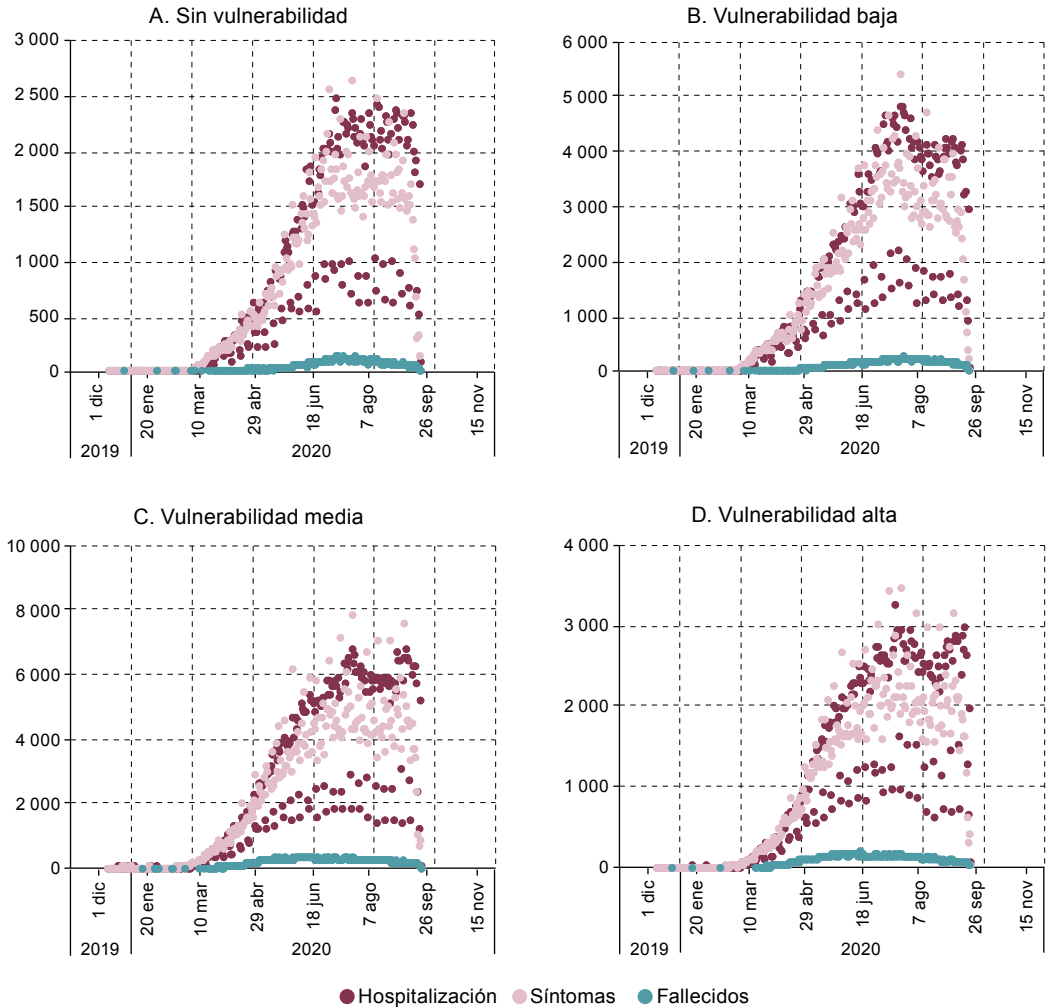 A. Sin vulnerabilidad
3 000
2 500
2 000
1 500
1 000
500
0
1 dic
20 ene
10 mar
29 abr
18 jun
7 ago
26 sep
15 nov
2019
2020
B. Vulnerabilidad baja
6 000
5 000
4 000
3 000
2 000
1 000
0
1 dic
20 ene
10 mar
29 abr
18 jun
7 ago
26 sep
15 nov
2019
2020
C. Vulnerabilidad media
10 000
8 000
6 000
4 000
2 000
0
1 dic
20 ene
10 mar
29 abr
18 jun
7 ago
26 sep
15 nov
2019
2020
D. Vulnerabilidad alta
4 000
3 000
2 000
1 000
0
1 dic
20 ene
10 mar
29 abr
18 jun
7 ago
26 sep
15 nov
2019
2020
Hospitalización Síntomas Fallecidos